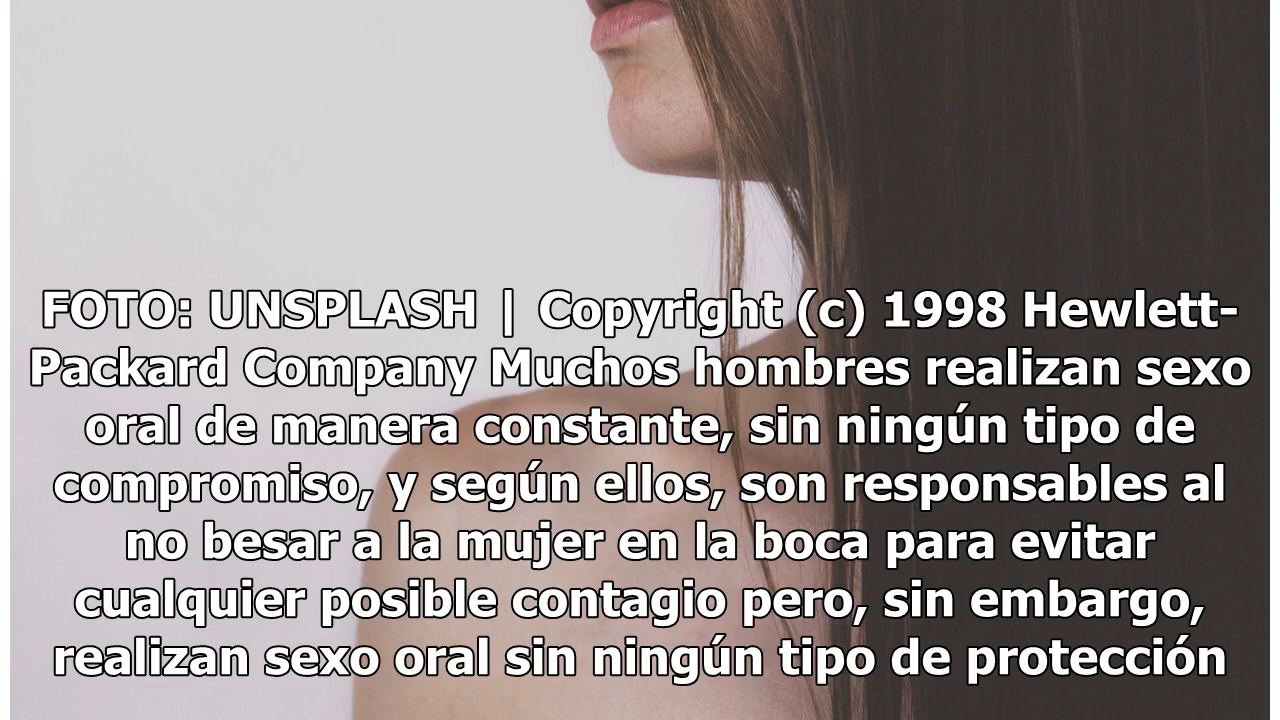 FOTO: UNSPLASH | Copyright (c) 1998 Hewlett-
Packard Company Muchos hombres realizan sexo
oral de manera constante, sin ningún tipo de
compromiso, y según ellos, son responsables al
no besar a la mujer en la boca para evitar
cualquier posible contagio pero, sin embargo,
realizan sexo oral sin ningún tipo de protección